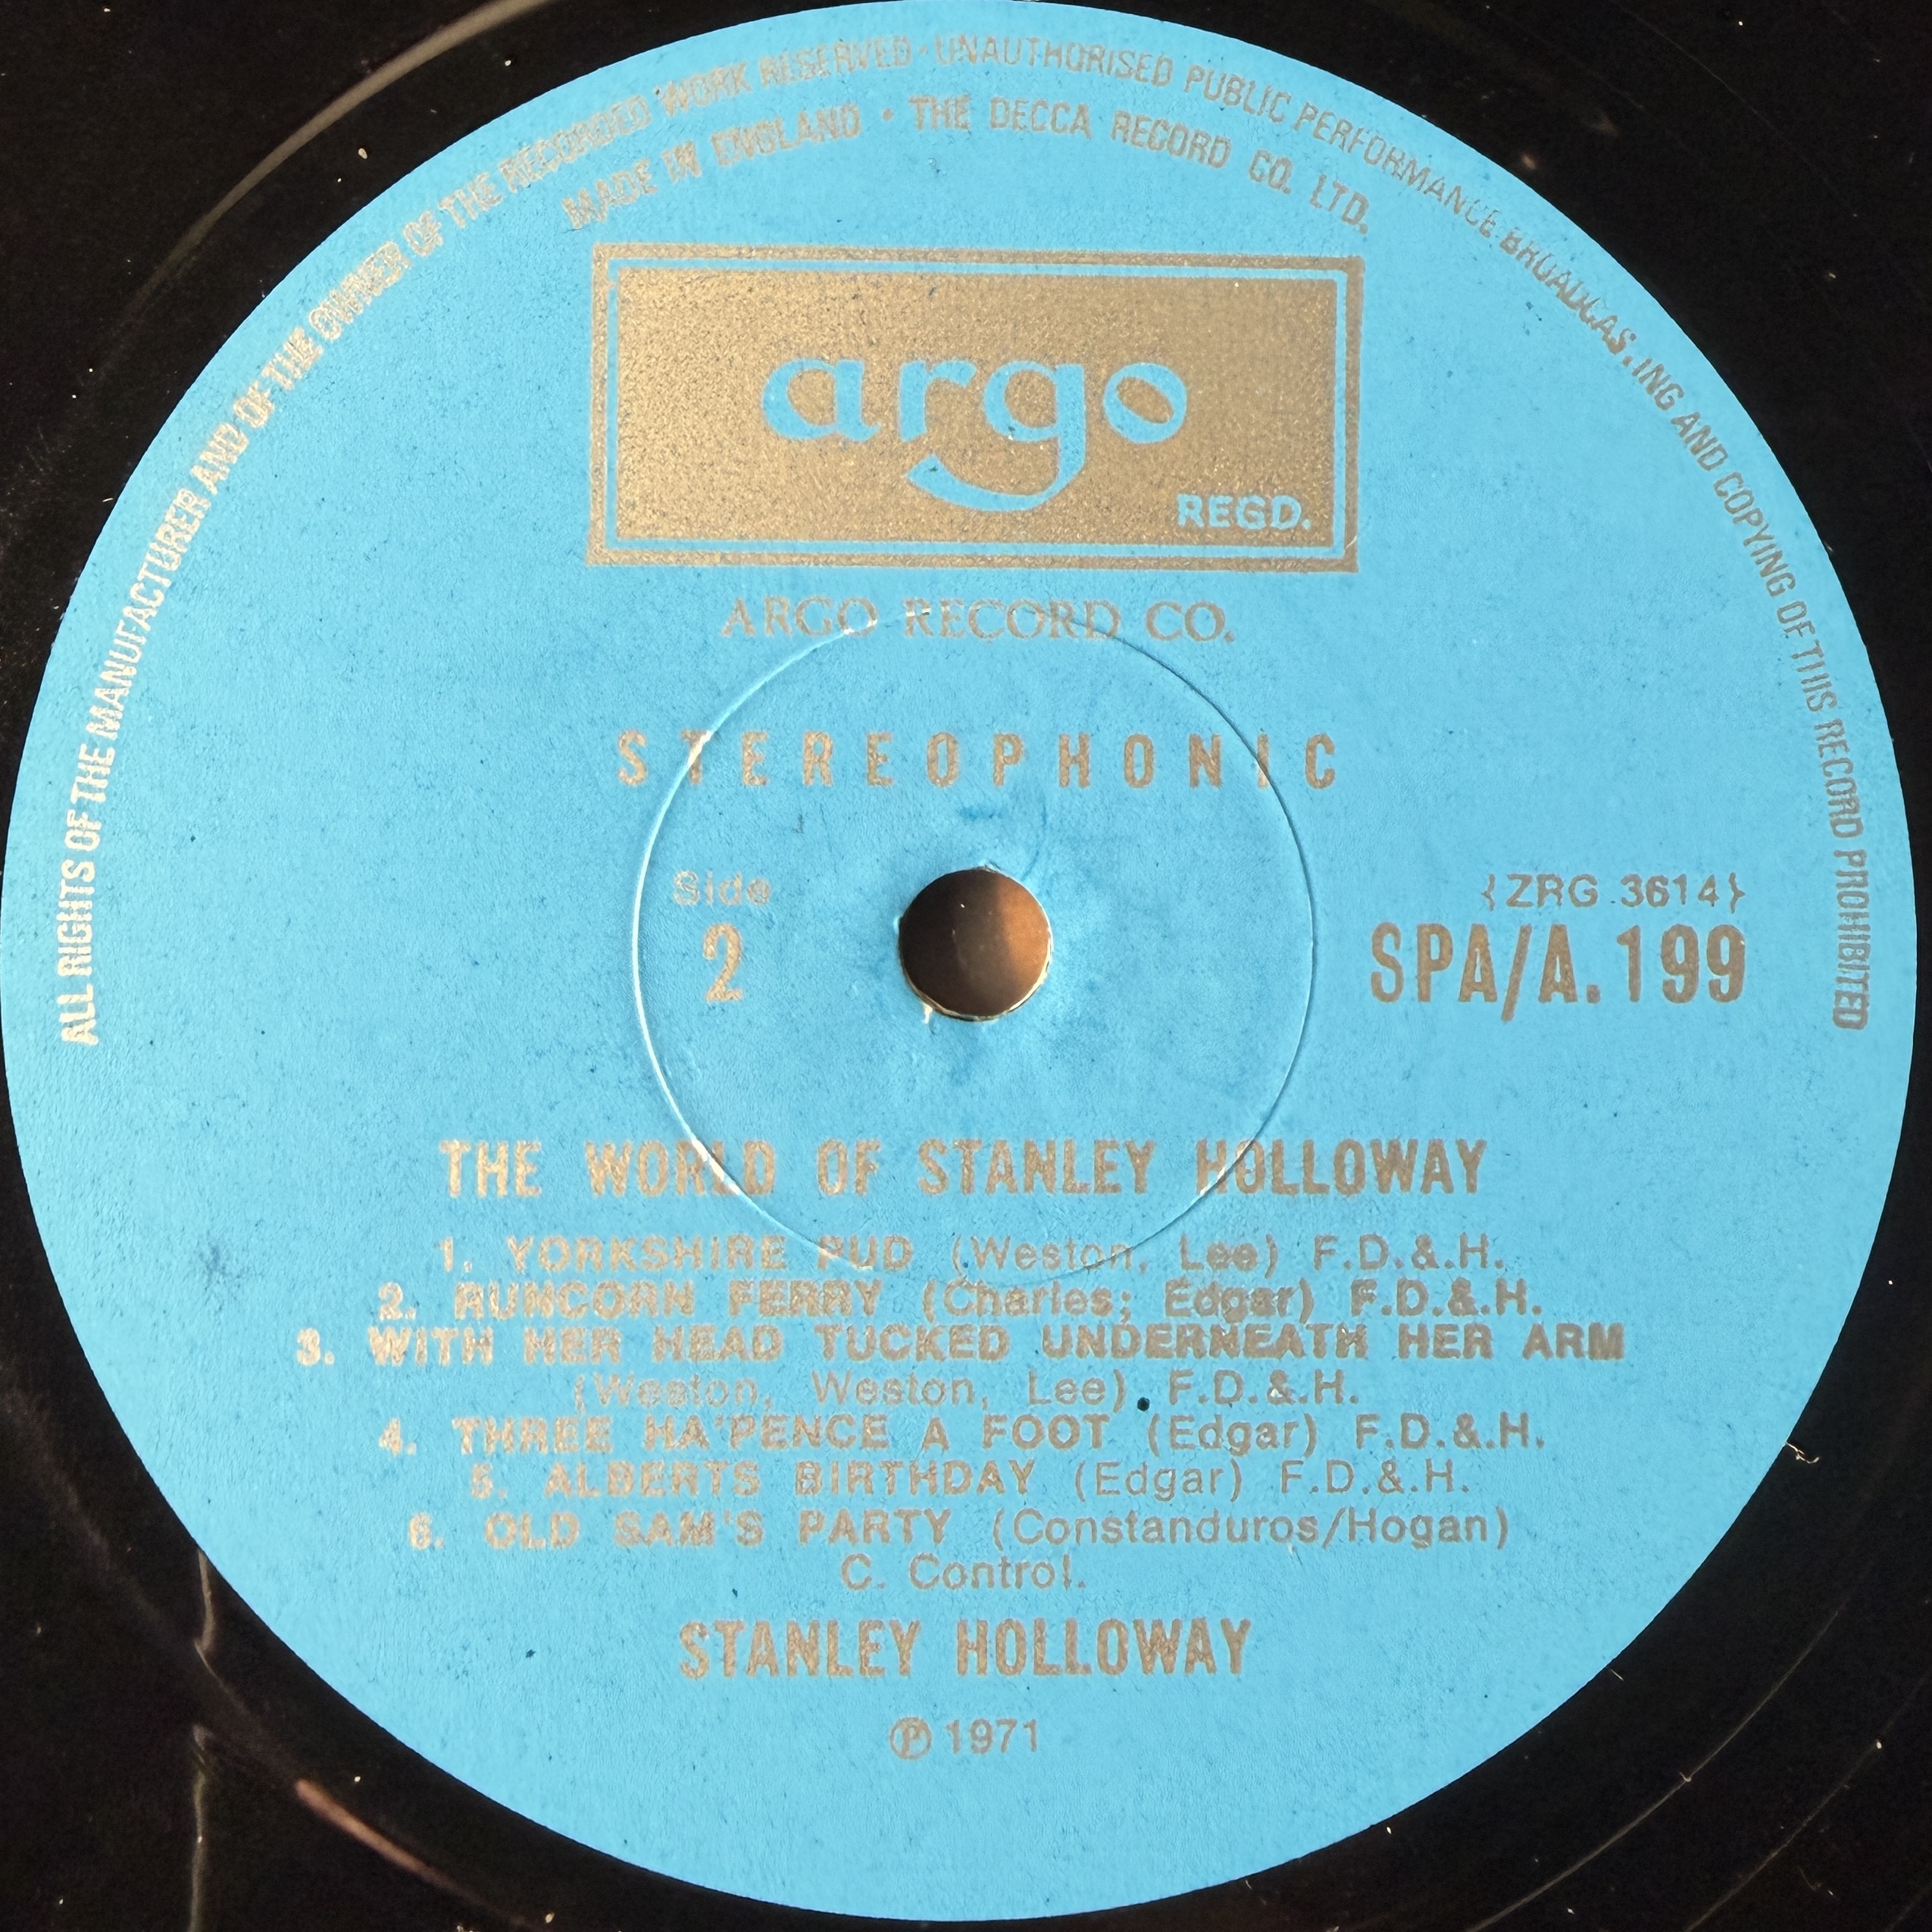 ALL RIGHTS OF THE MANUFACTURER AND OF THE OWNER OF THE RECORDED WORK RESERVED · UNAUTHORISED PUBLIC PERFORMANCE BROADCAS.ING AND COPYING OF THIS RECORD PROHIBITED
MADE IN ENGLAND · THE DECCA RECORD CO. LTD.
argo
REGD.
ARGO RECORD CO.
STEREOPHONIC
Side
2
{ZRG 3614}
SPA/A.199
THE WORLD OF STANLEY HOLLOWAY
1. YORKSHIRE PUD (Weston, Lee) F.D.&.H.
2. RUNCORN FERRY (Charles; Edgar) F.D.&.H.
3. WITH HER HEAD TUCKED UNDERNEATH HER ARM
(Weston, Weston, Lee) F.D.&.H.
4. THREE HA'PENCE A FOOT (Edgar) F.D.&.H.
5. ALBERTS BIRTHDAY (Edgar) F.D.&.H.
6. OLD SAM'S PARTY (Constanduros/Hogan)
C. Control.
STANLEY HOLLOWAY
℗ 1971